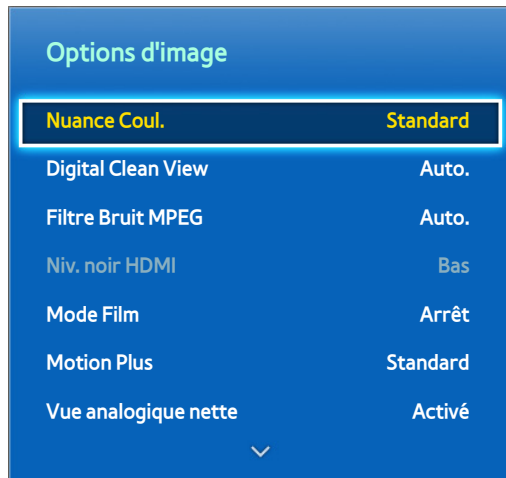 Options d'image
Nuance Coul. Standard
Digital Clean View Auto.
Filtre Bruit MPEG Auto.
Niv. noir HDMI Bas
Mode Film Arrêt
Motion Plus Standard
Vue analogique nette Activé